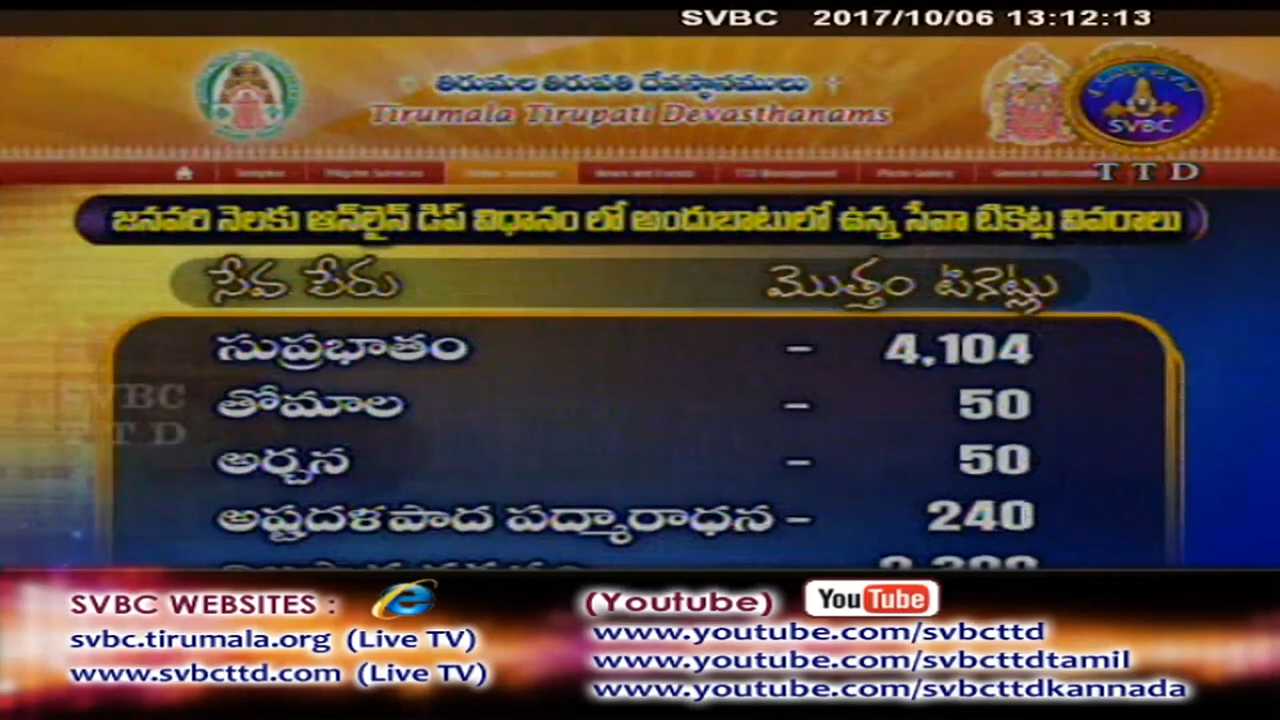 SVBC 2017/10/06 13:12:13
తిరుమల తిరుపతి దేవస్థానములు
Tirumala Tirupati Devasthanams
SVBC
TTD
జనవరి నెలకు ఆన్‌లైన్ డిప్ విధానం లో అందుబాటులో ఉన్న సేవా టికెట్ల వివరాలు
సేవ పేరు మొత్తం టికెట్లు
సుప్రభాతం - 4,104
తోమాల - 50
అర్చన - 50
అష్టదళపాద పద్మారాధన - 240
SVBC
TTD
SVBC WEBSITES :
svbc.tirumala.org (Live TV)
www.svbcttd.com (Live TV)
(Youtube) YouTube
www.youtube.com/svbcttd
www.youtube.com/svbcttdtamil
www.youtube.com/svbcttdkannada